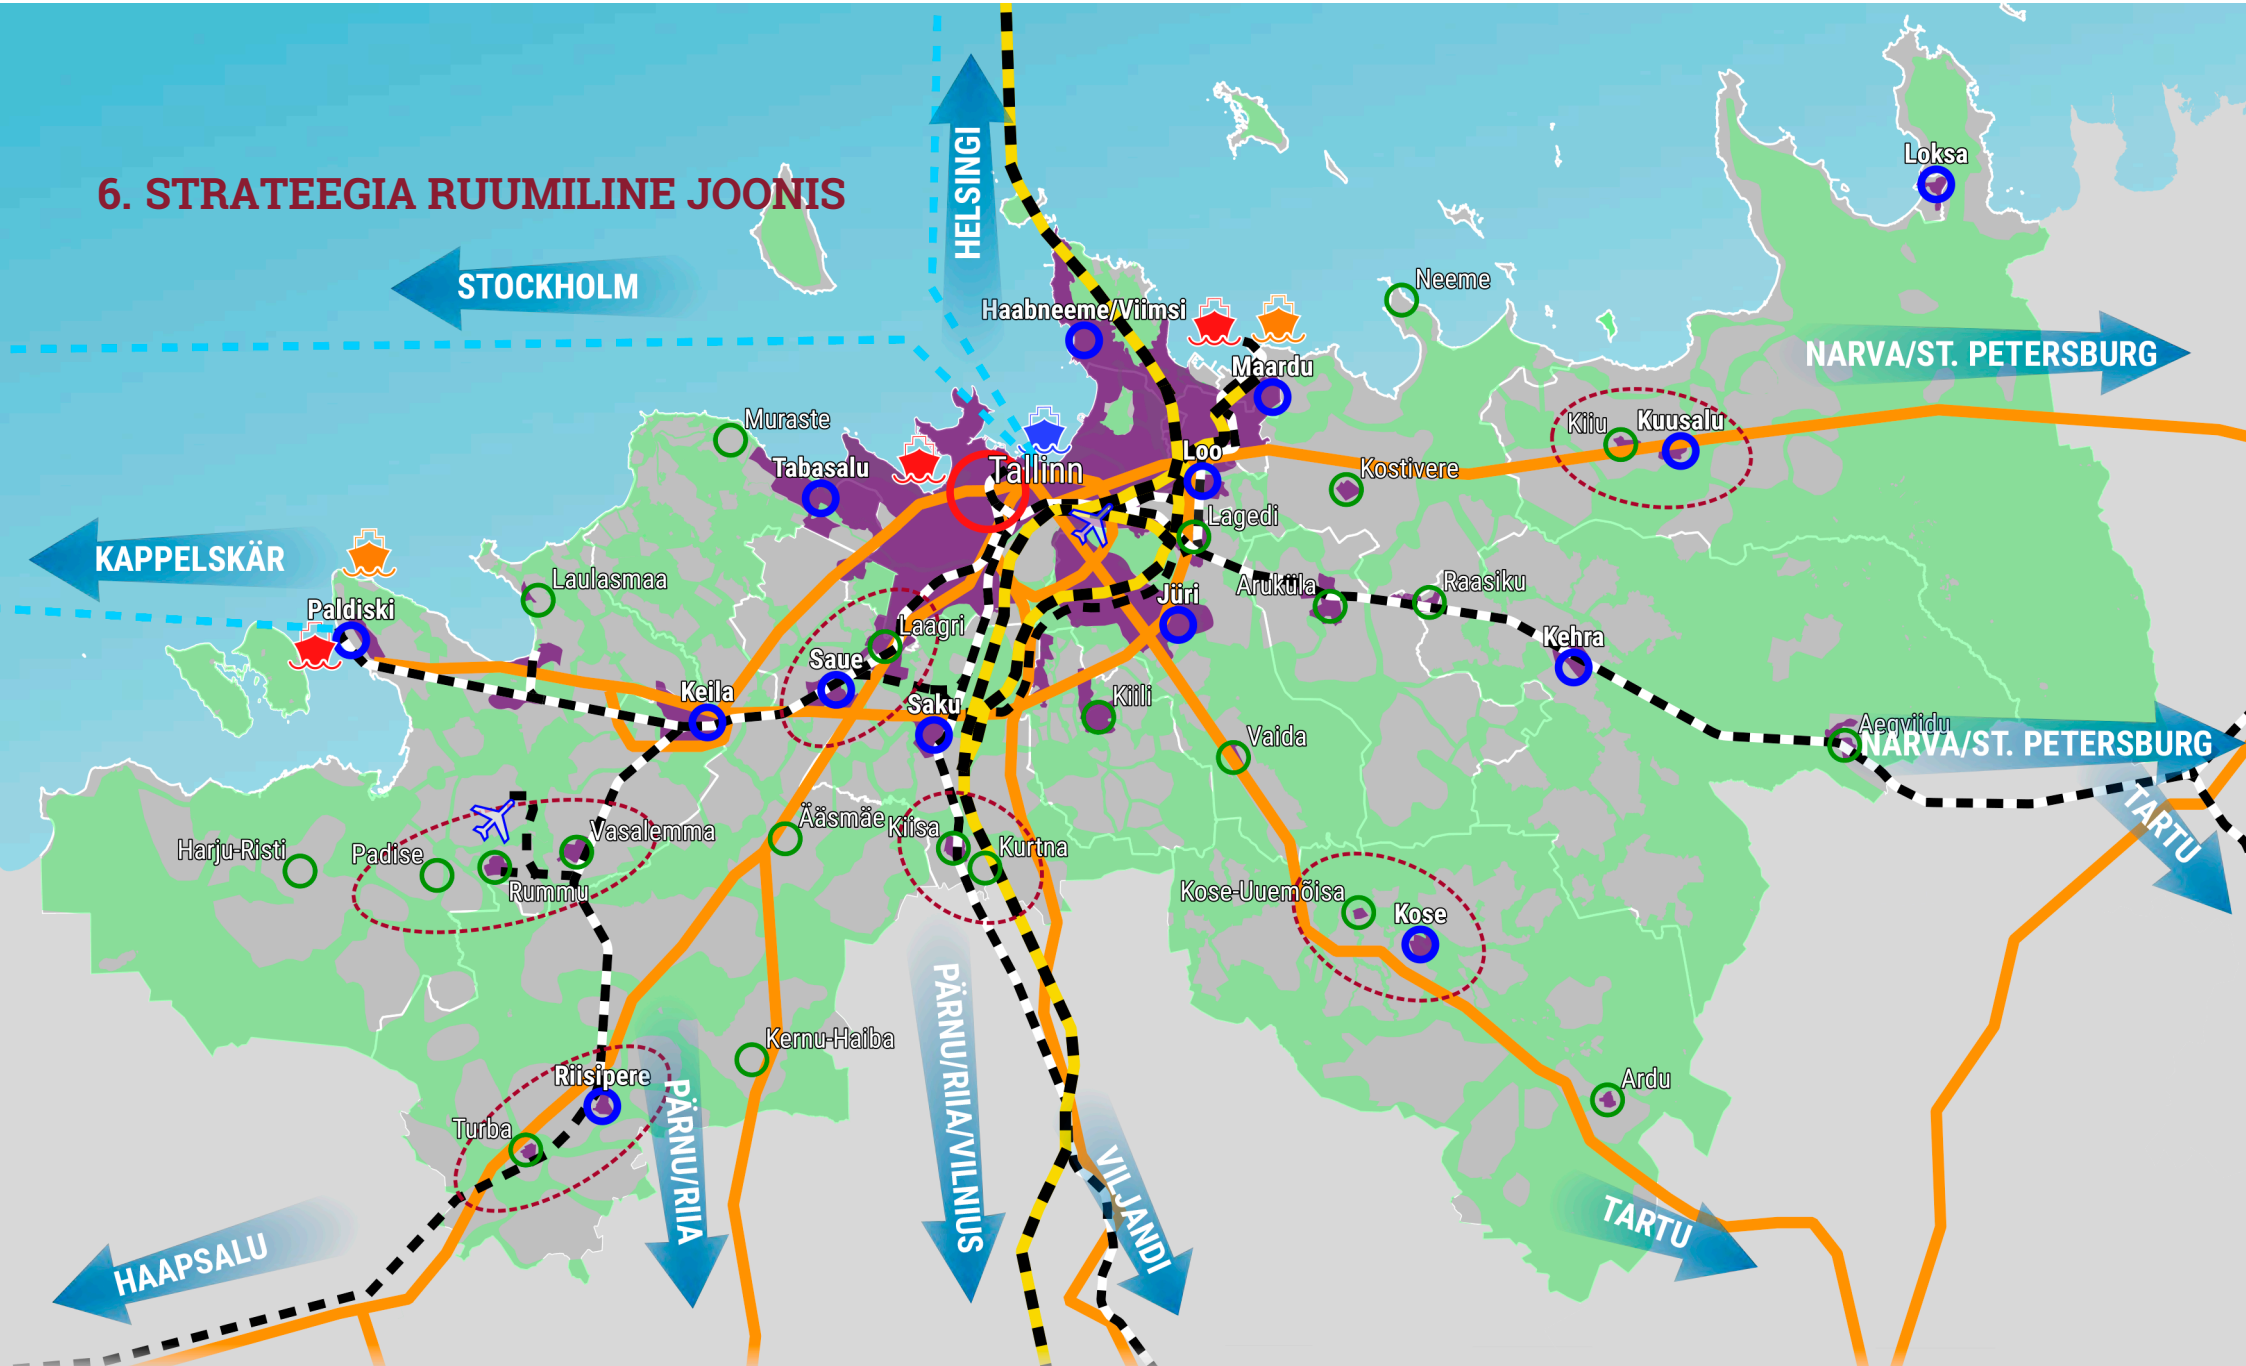 6. STRATEEGIA RUUMILINE JOONIS
HELSINGI
STOCKHOLM
Loksa
Neeme
Haabneeme/Viimsi
NARVA/ST. PETERSBURG
Maardu
Muraste
Kiiu
Kuusalu
Tabasalu
Tallinn
Loo
Kostivere
Lagedi
KAPPELSKÄR
Laulasmaa
Aruküla
Raasiku
Jüri
Paldiski
Laagri
Kehra
Saue
Keila
Saku
Kiili
Vaida
Aegviidu
NARVA/ST. PETERSBURG
TARTU
Ääsmäe
Kiisa
Vasalemma
Harju-Risti
Padise
Kurtna
Rummu
Kose-Uuemõisa
Kose
Kernu-Haiba
Riisipere
Ardu
Turba
PÄRNU/RIIA
PÄRNU/RIIA/VILNIUS
VILJANDI
TARTU
HAAPSALU